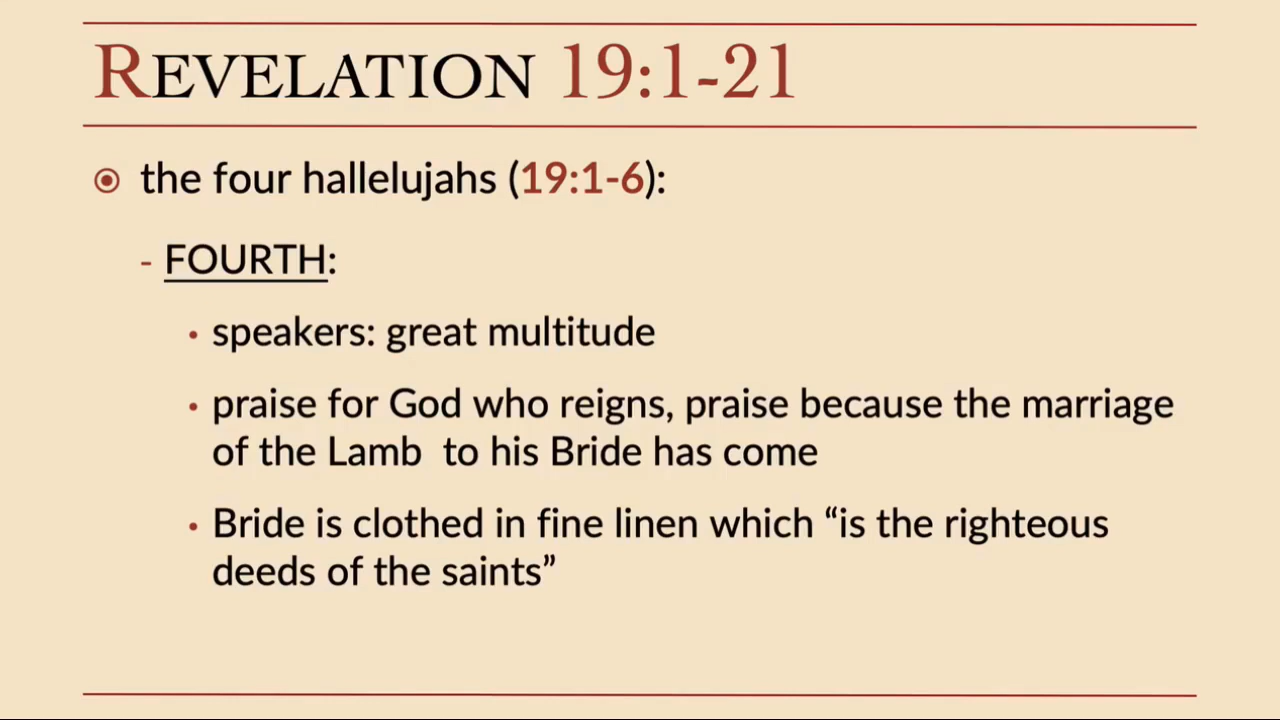 REVELATION 19:1-21
the four hallelujahs (19:1-6):
- FOURTH:
• speakers: great multitude
• praise for God who reigns, praise because the marriage
of the Lamb  to his Bride has come
• Bride is clothed in fine linen which “is the righteous
deeds of the saints”